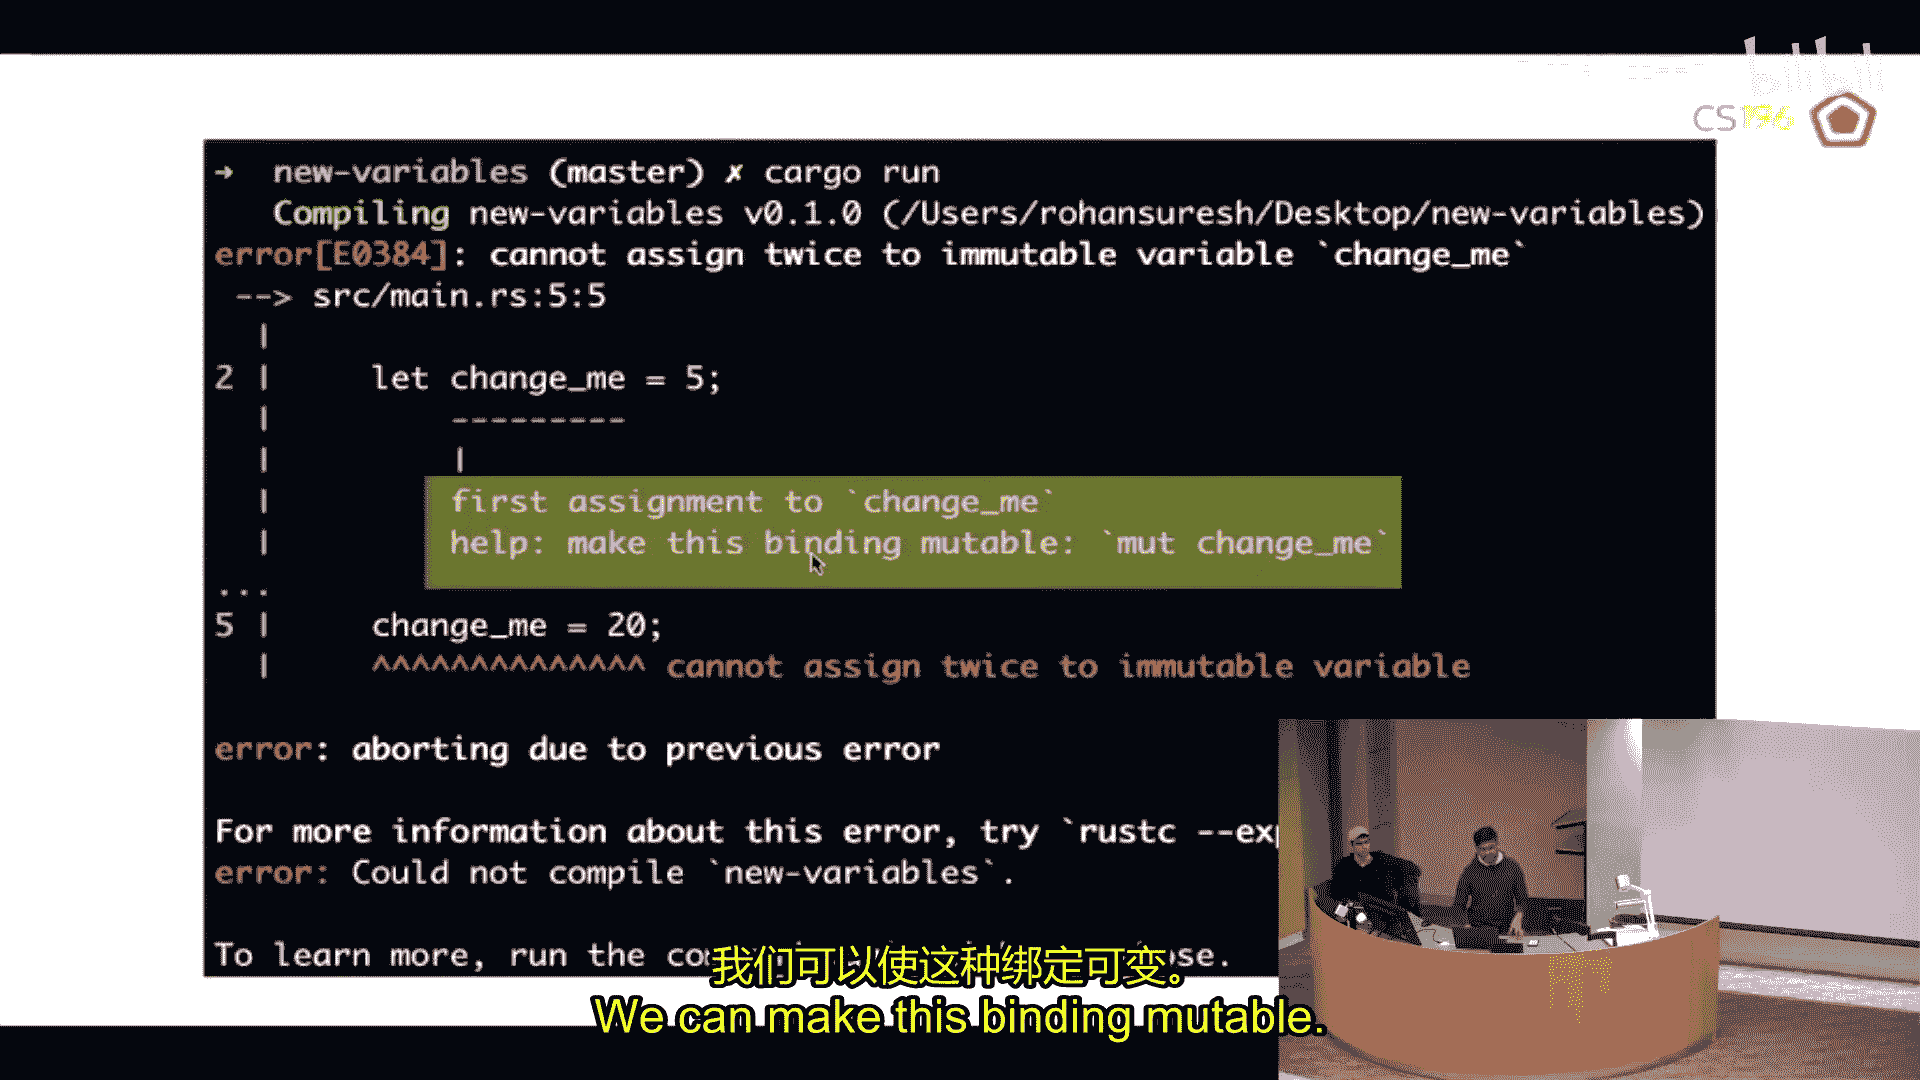 bilibili
CS196
→ new-variables (master) ✗ cargo run
Compiling new-variables v0.1.0 (/Users/rohansuresh/Desktop/new-variables)
error[E0384]: cannot assign twice to immutable variable `change_me`
--> src/main.rs:5:5
|
2 | let change_me = 5;
| ---------
| |
| first assignment to `change_me`
| help: make this binding mutable: `mut change_me`
...
5 | change_me = 20;
| ^^^^^^^^^^^^^^ cannot assign twice to immutable variable
error: aborting due to previous error
For more information about this error, try `rustc
error: Could not compile `new-variables`.
To learn more, run the
我们可以使这种绑定可变。
We can make this binding mutable.